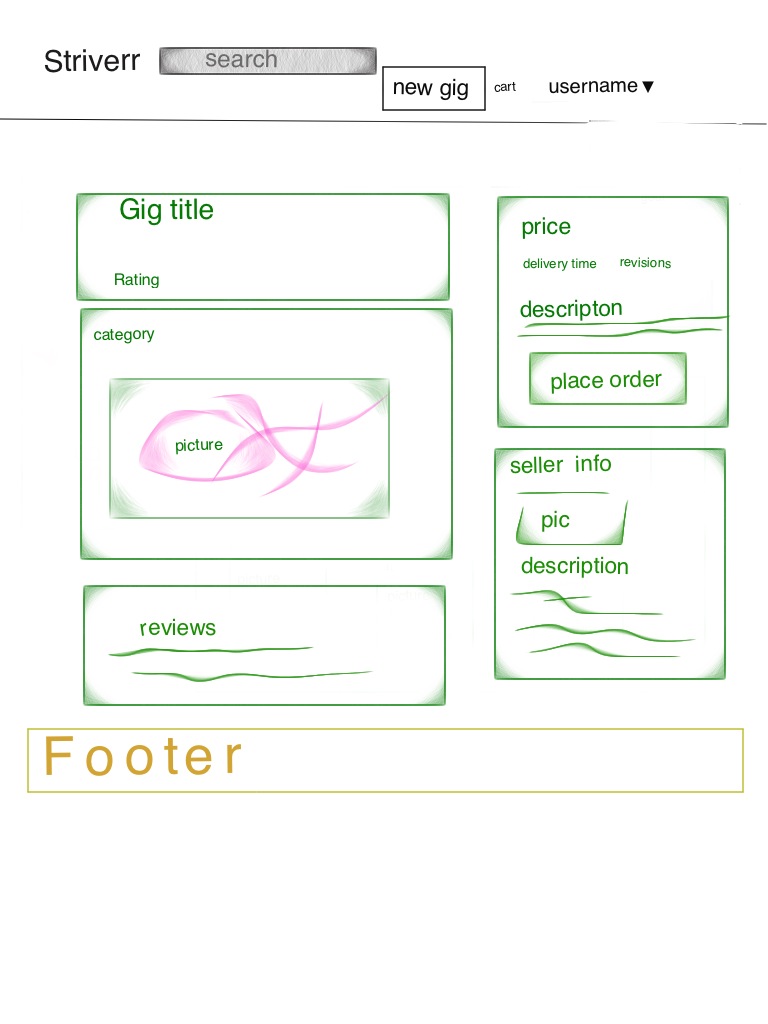 Striverr search
new gig cart username ▼
Gig title
Rating
category
picture
reviews
price
delivery time revisions
descripton
place order
seller info
pic
description
Footer